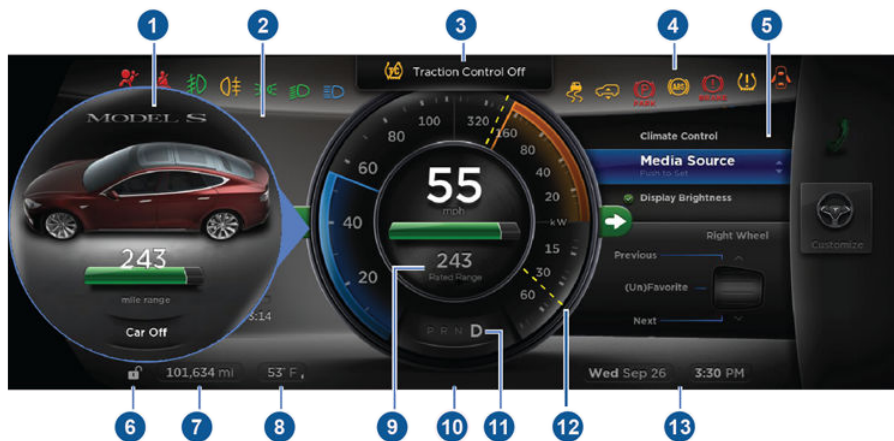 1
2
3
4
5
Traction Control Off
TC
PARK
ABS
BRAKE
MODEL S
243
mile range
Car Off
3:14
20
40
60
80
100
320
160
80
40
20
kW
15
30
60
55
mph
243
Rated Range
P R N D
Climate Control
Media Source
Push to Set
Display Brightness
Right Wheel
Previous
(Un)Favorite
Next
Customize
101,634 mi
53° F
Wed Sep 26
3:30 PM
6
7
8
9
10
11
12
13